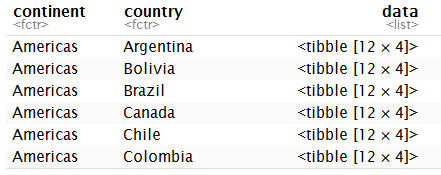 continent country data
<fctr> <fctr> <list>
Americas Argentina <tibble [12 × 4]>
Americas Bolivia <tibble [12 × 4]>
Americas Brazil <tibble [12 × 4]>
Americas Canada <tibble [12 × 4]>
Americas Chile <tibble [12 × 4]>
Americas Colombia <tibble [12 × 4]>